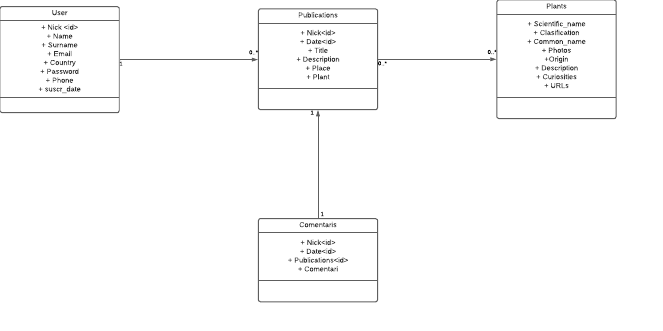 User
+ Nick <id>
+ Name
+ Surname
+ Email
+ Country
+ Password
+ Phone
+ suscr_date
1
0..*
Publications
+ Nick<id>
+ Date<id>
+ Title
+ Description
+ Place
+ Plant
0..*
0..*
Plants
+ Scientific_name
+ Clasification
+ Common_name
+ Photos
+Origin
+ Description
+ Curiosities
+ URLs
1
1
Comentaris
+ Nick<id>
+ Date<id>
+ Publications<id>
+ Comentari